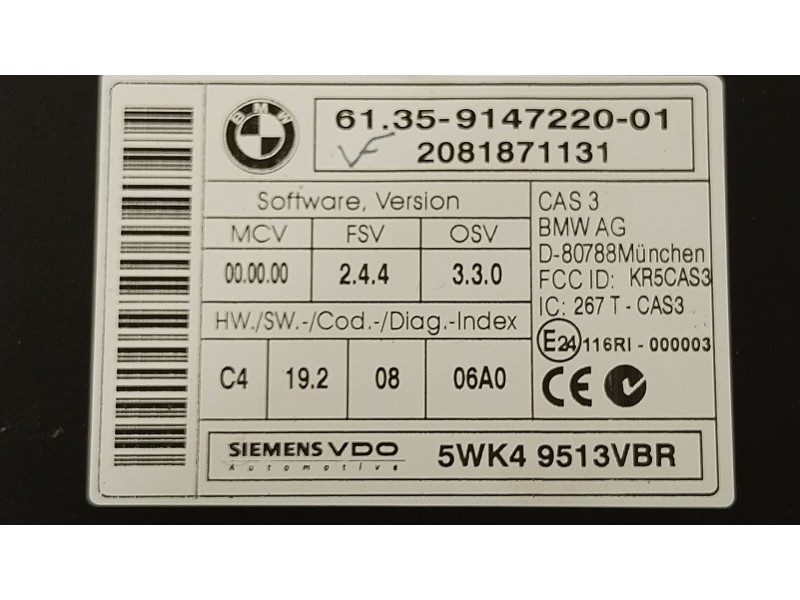 BMW
61.35-9147220-01
VF 2081871131
Software, Version
MCV FSV OSV
00.00.00 2.4.4 3.3.0
HW./SW.-/Cod.-/Diag.-Index
C4 19.2 08 06A0
CAS 3
BMW AG
D-80788München
FCC ID: KR5CAS3
IC: 267 T - CAS3
E24 116RI - 000003
CE
SIEMENS VDO
Automotive
5WK4 9513VBR